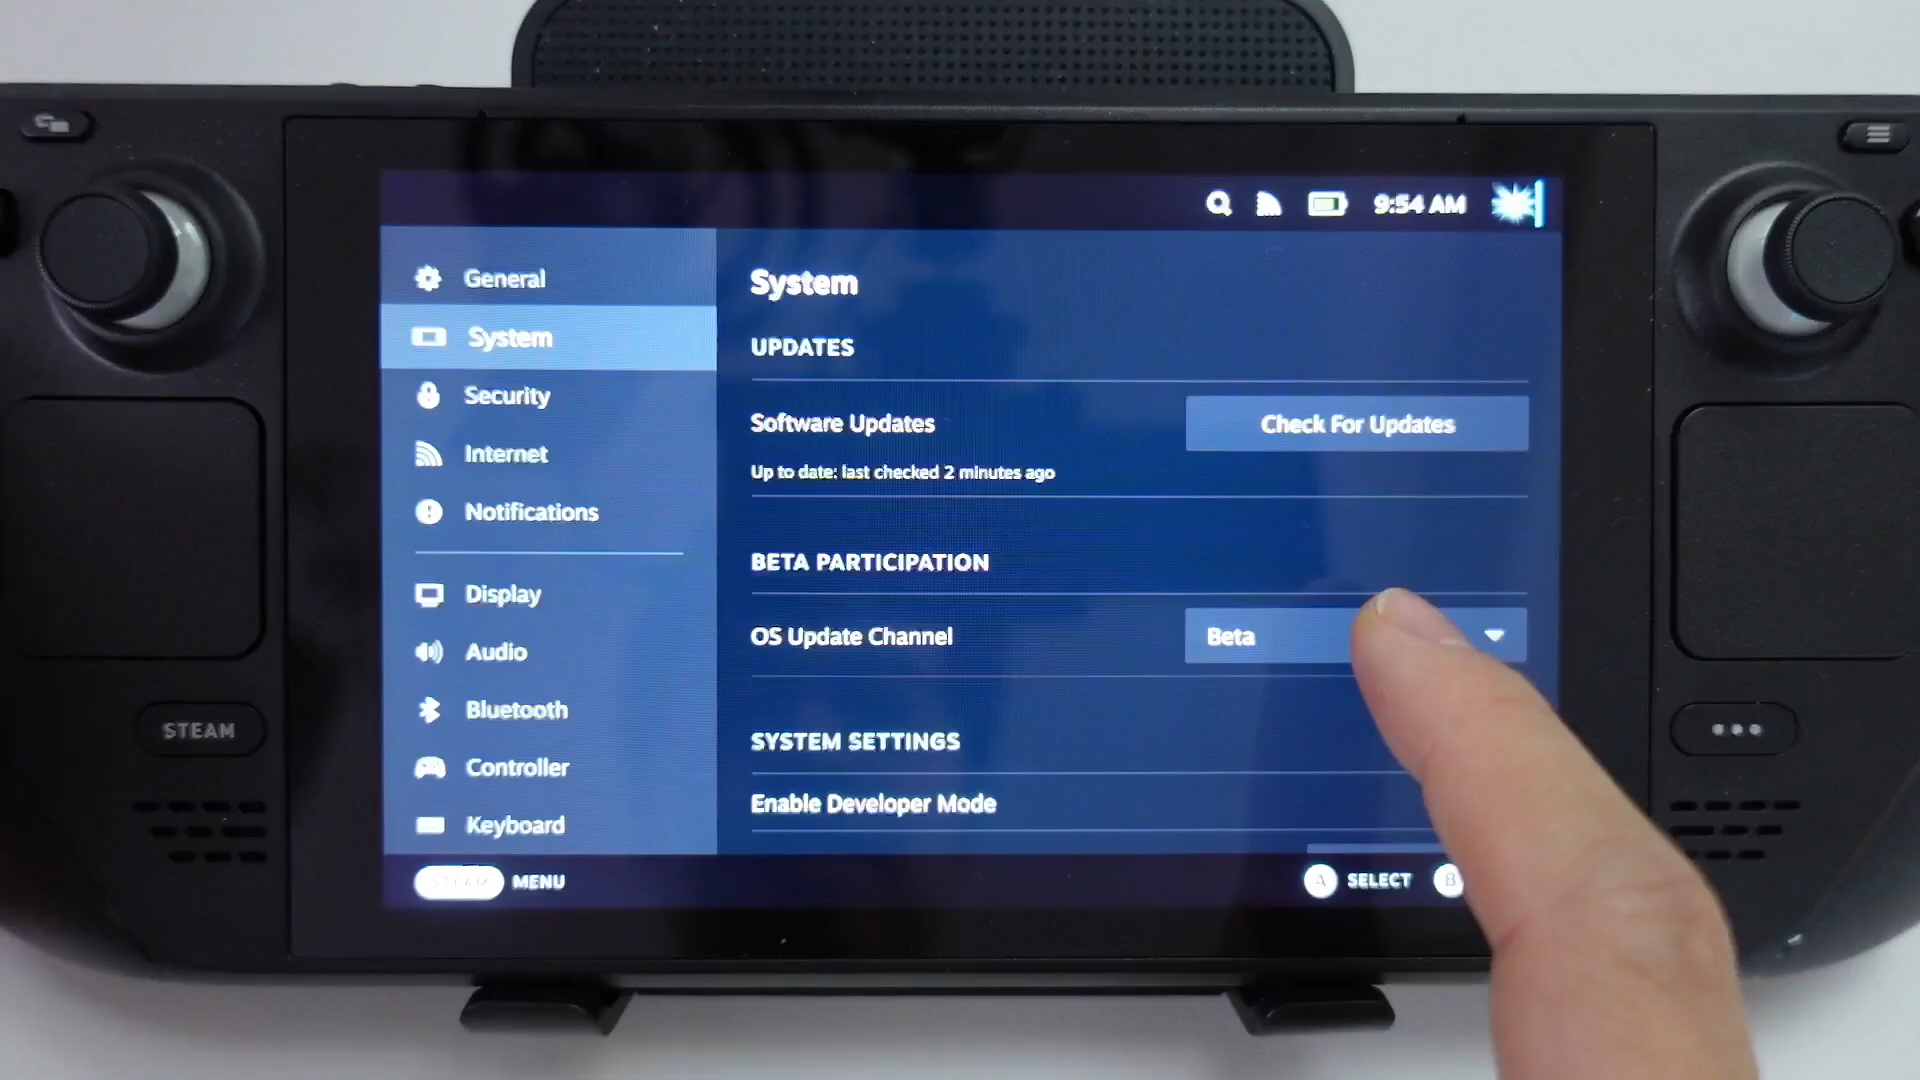 9:54 AM
General
System
Security
Internet
Notifications
Display
Audio
Bluetooth
Controller
Keyboard
System
UPDATES
Software Updates
Check For Updates
Up to date: last checked 2 minutes ago
BETA PARTICIPATION
OS Update Channel
Beta
SYSTEM SETTINGS
Enable Developer Mode
STEAM MENU
A SELECT B
STEAM